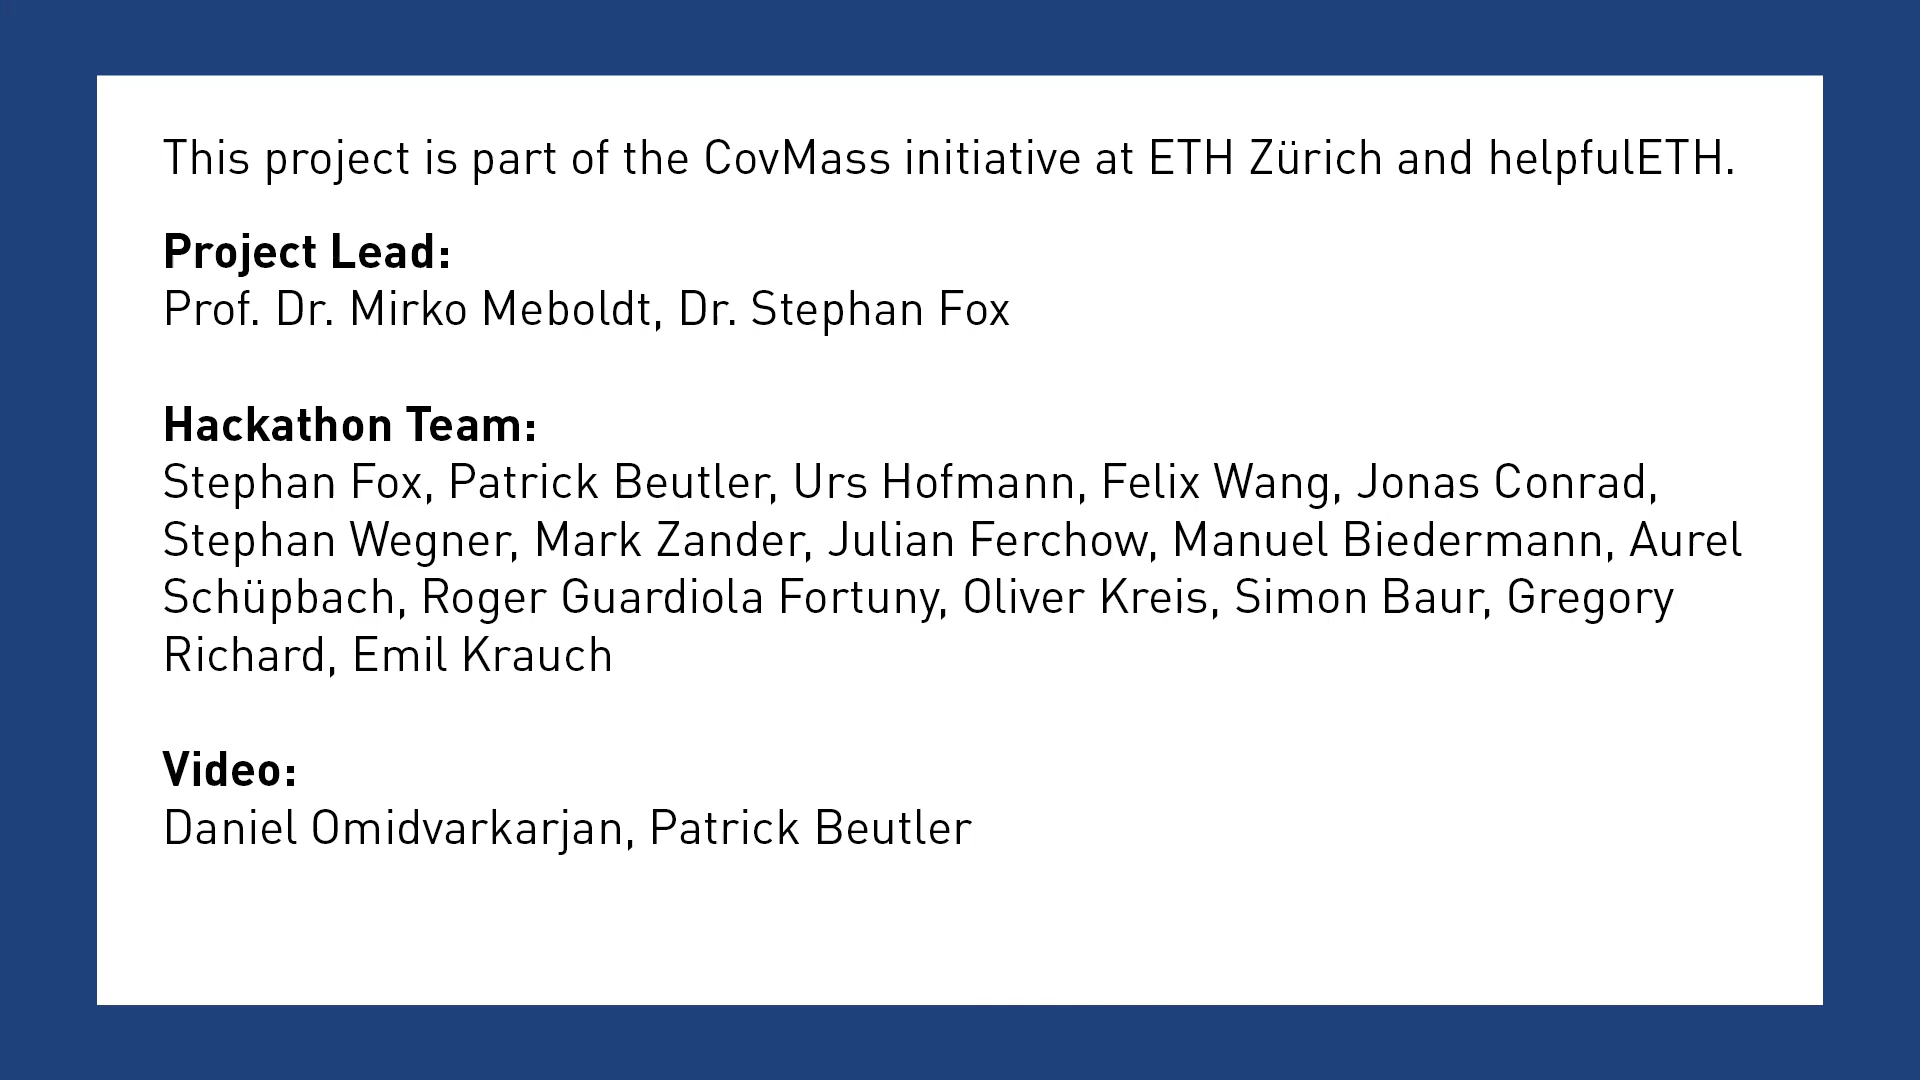 This project is part of the CovMass initiative at ETH Zürich and helpfulETH.
Project Lead:
Prof. Dr. Mirko Meboldt, Dr. Stephan Fox
Hackathon Team:
Stephan Fox, Patrick Beutler, Urs Hofmann, Felix Wang, Jonas Conrad,
Stephan Wegner, Mark Zander, Julian Ferchow, Manuel Biedermann, Aurel
Schüpbach, Roger Guardiola Fortuny, Oliver Kreis, Simon Baur, Gregory
Richard, Emil Krauch
Video:
Daniel Omidvarkarjan, Patrick Beutler